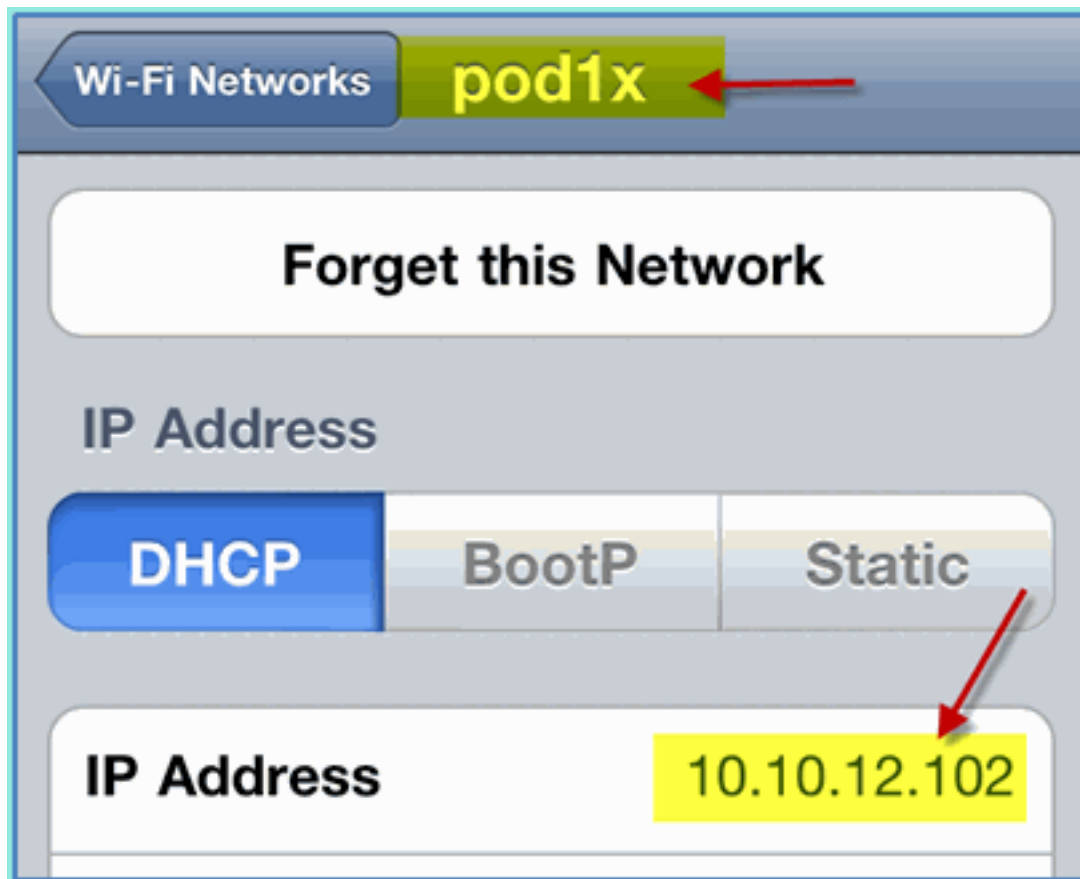 Wi-Fi Networks pod1x
Forget this Network
IP Address
DHCP BootP Static
IP Address 10.10.12.102